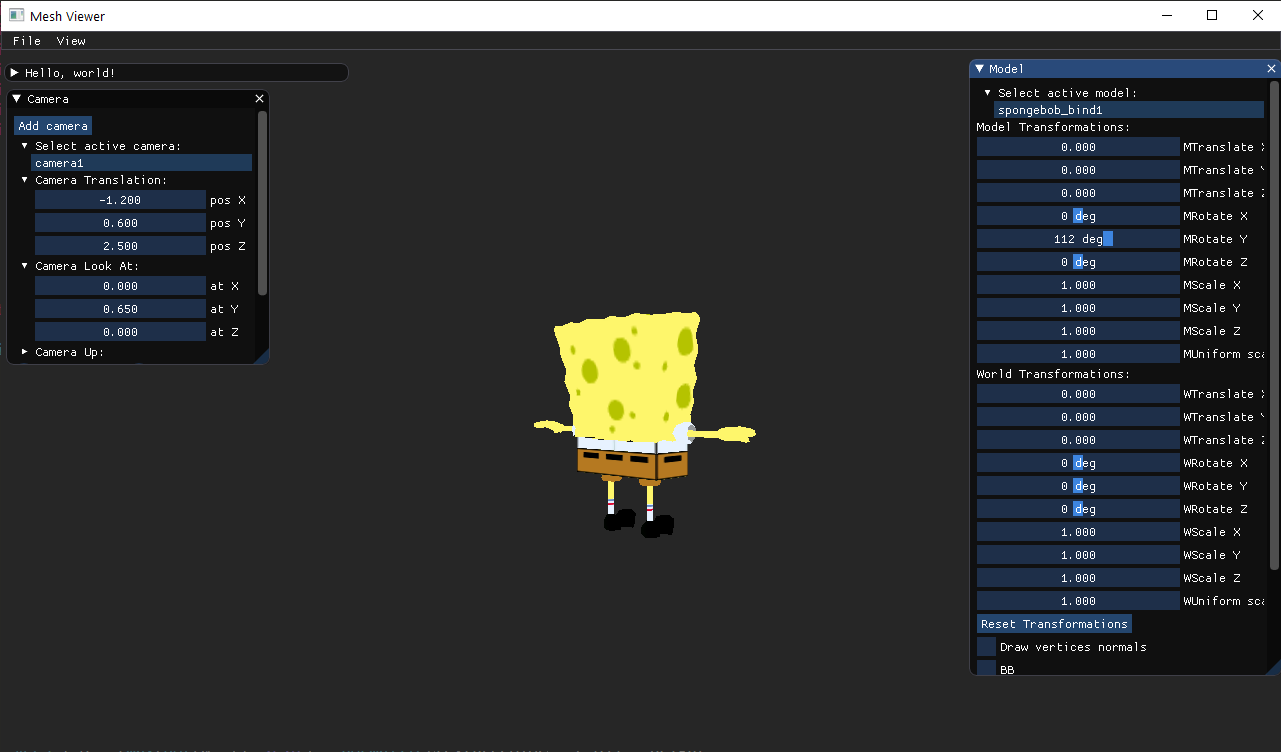 Mesh Viewer
File View
Hello, world!
Camera
Add camera
Select active camera:
camera1
Camera Translation:
-1.200 pos X
0.600 pos Y
2.500 pos Z
Camera Look At:
0.000 at X
0.650 at Y
0.000 at Z
Camera Up:
Model
Select active model:
spongebob_bind1
Model Transformations:
0.000 MTranslate X
0.000 MTranslate Y
0.000 MTranslate Z
0 deg MRotate X
112 deg MRotate Y
0 deg MRotate Z
1.000 MScale X
1.000 MScale Y
1.000 MScale Z
1.000 MUniform sca
World Transformations:
0.000 WTranslate X
0.000 WTranslate Y
0.000 WTranslate Z
0 deg WRotate X
0 deg WRotate Y
0 deg WRotate Z
1.000 WScale X
1.000 WScale Y
1.000 WScale Z
1.000 WUniform sca
Reset Transformations
Draw vertices normals
BB